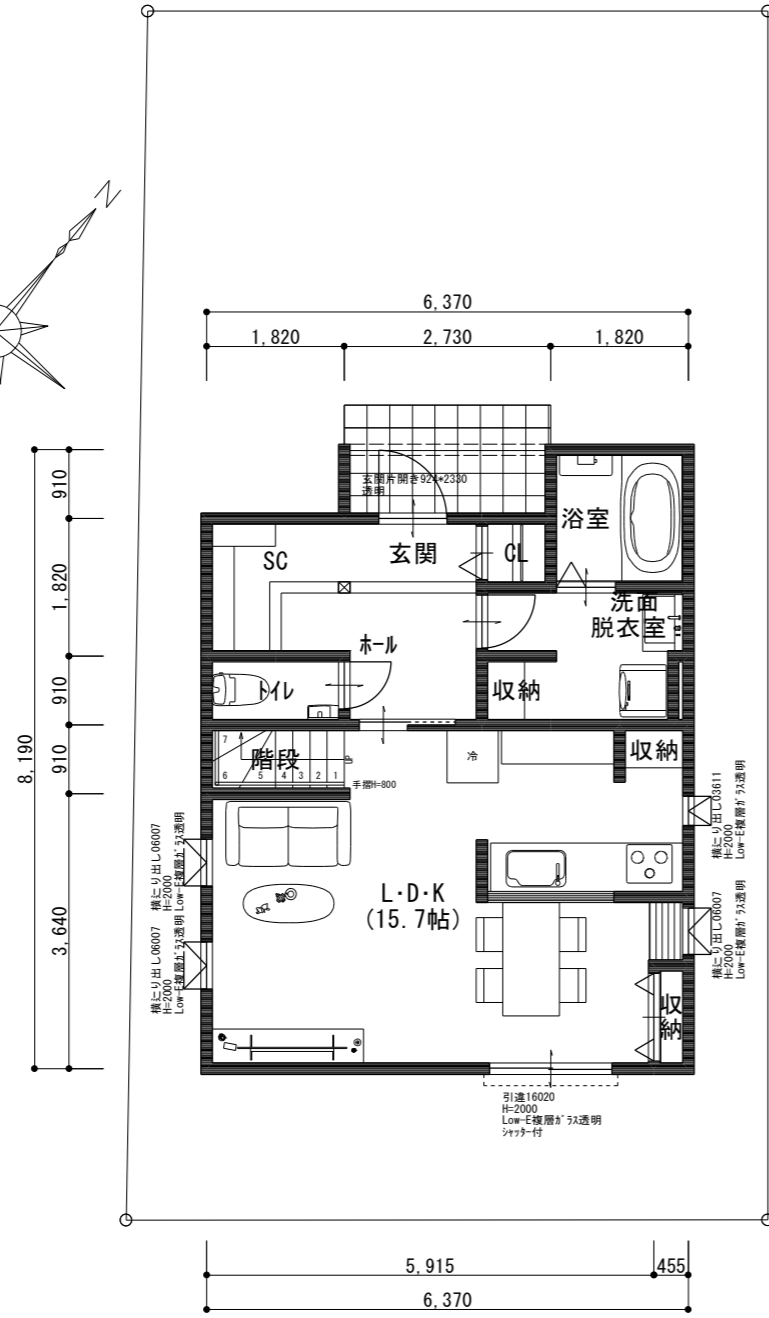 N
6,370
1,820
2,730
1,820
910
1,820
910
910
3,640
8,190
玄関片開き924*2330
透明
浴室
SC
玄関
CL
洗面
脱衣室
ホール
トイレ
収納
階段
7
6
5
4
3
2
1
UP
手摺H=800
冷
収納
横すべり出し03611
H=2000
Low-E複層ガラス透明
横すべり出し06007
H=2000
Low-E複層ガラス透明
横すべり出し06007
H=2000
Low-E複層ガラス透明
横すべり出し06007
H=2000
Low-E複層ガラス透明
L・D・K
(15.7帖)
収納
引違16020
H=2000
Low-E複層ガラス透明
シャッター付
5,915
455
6,370